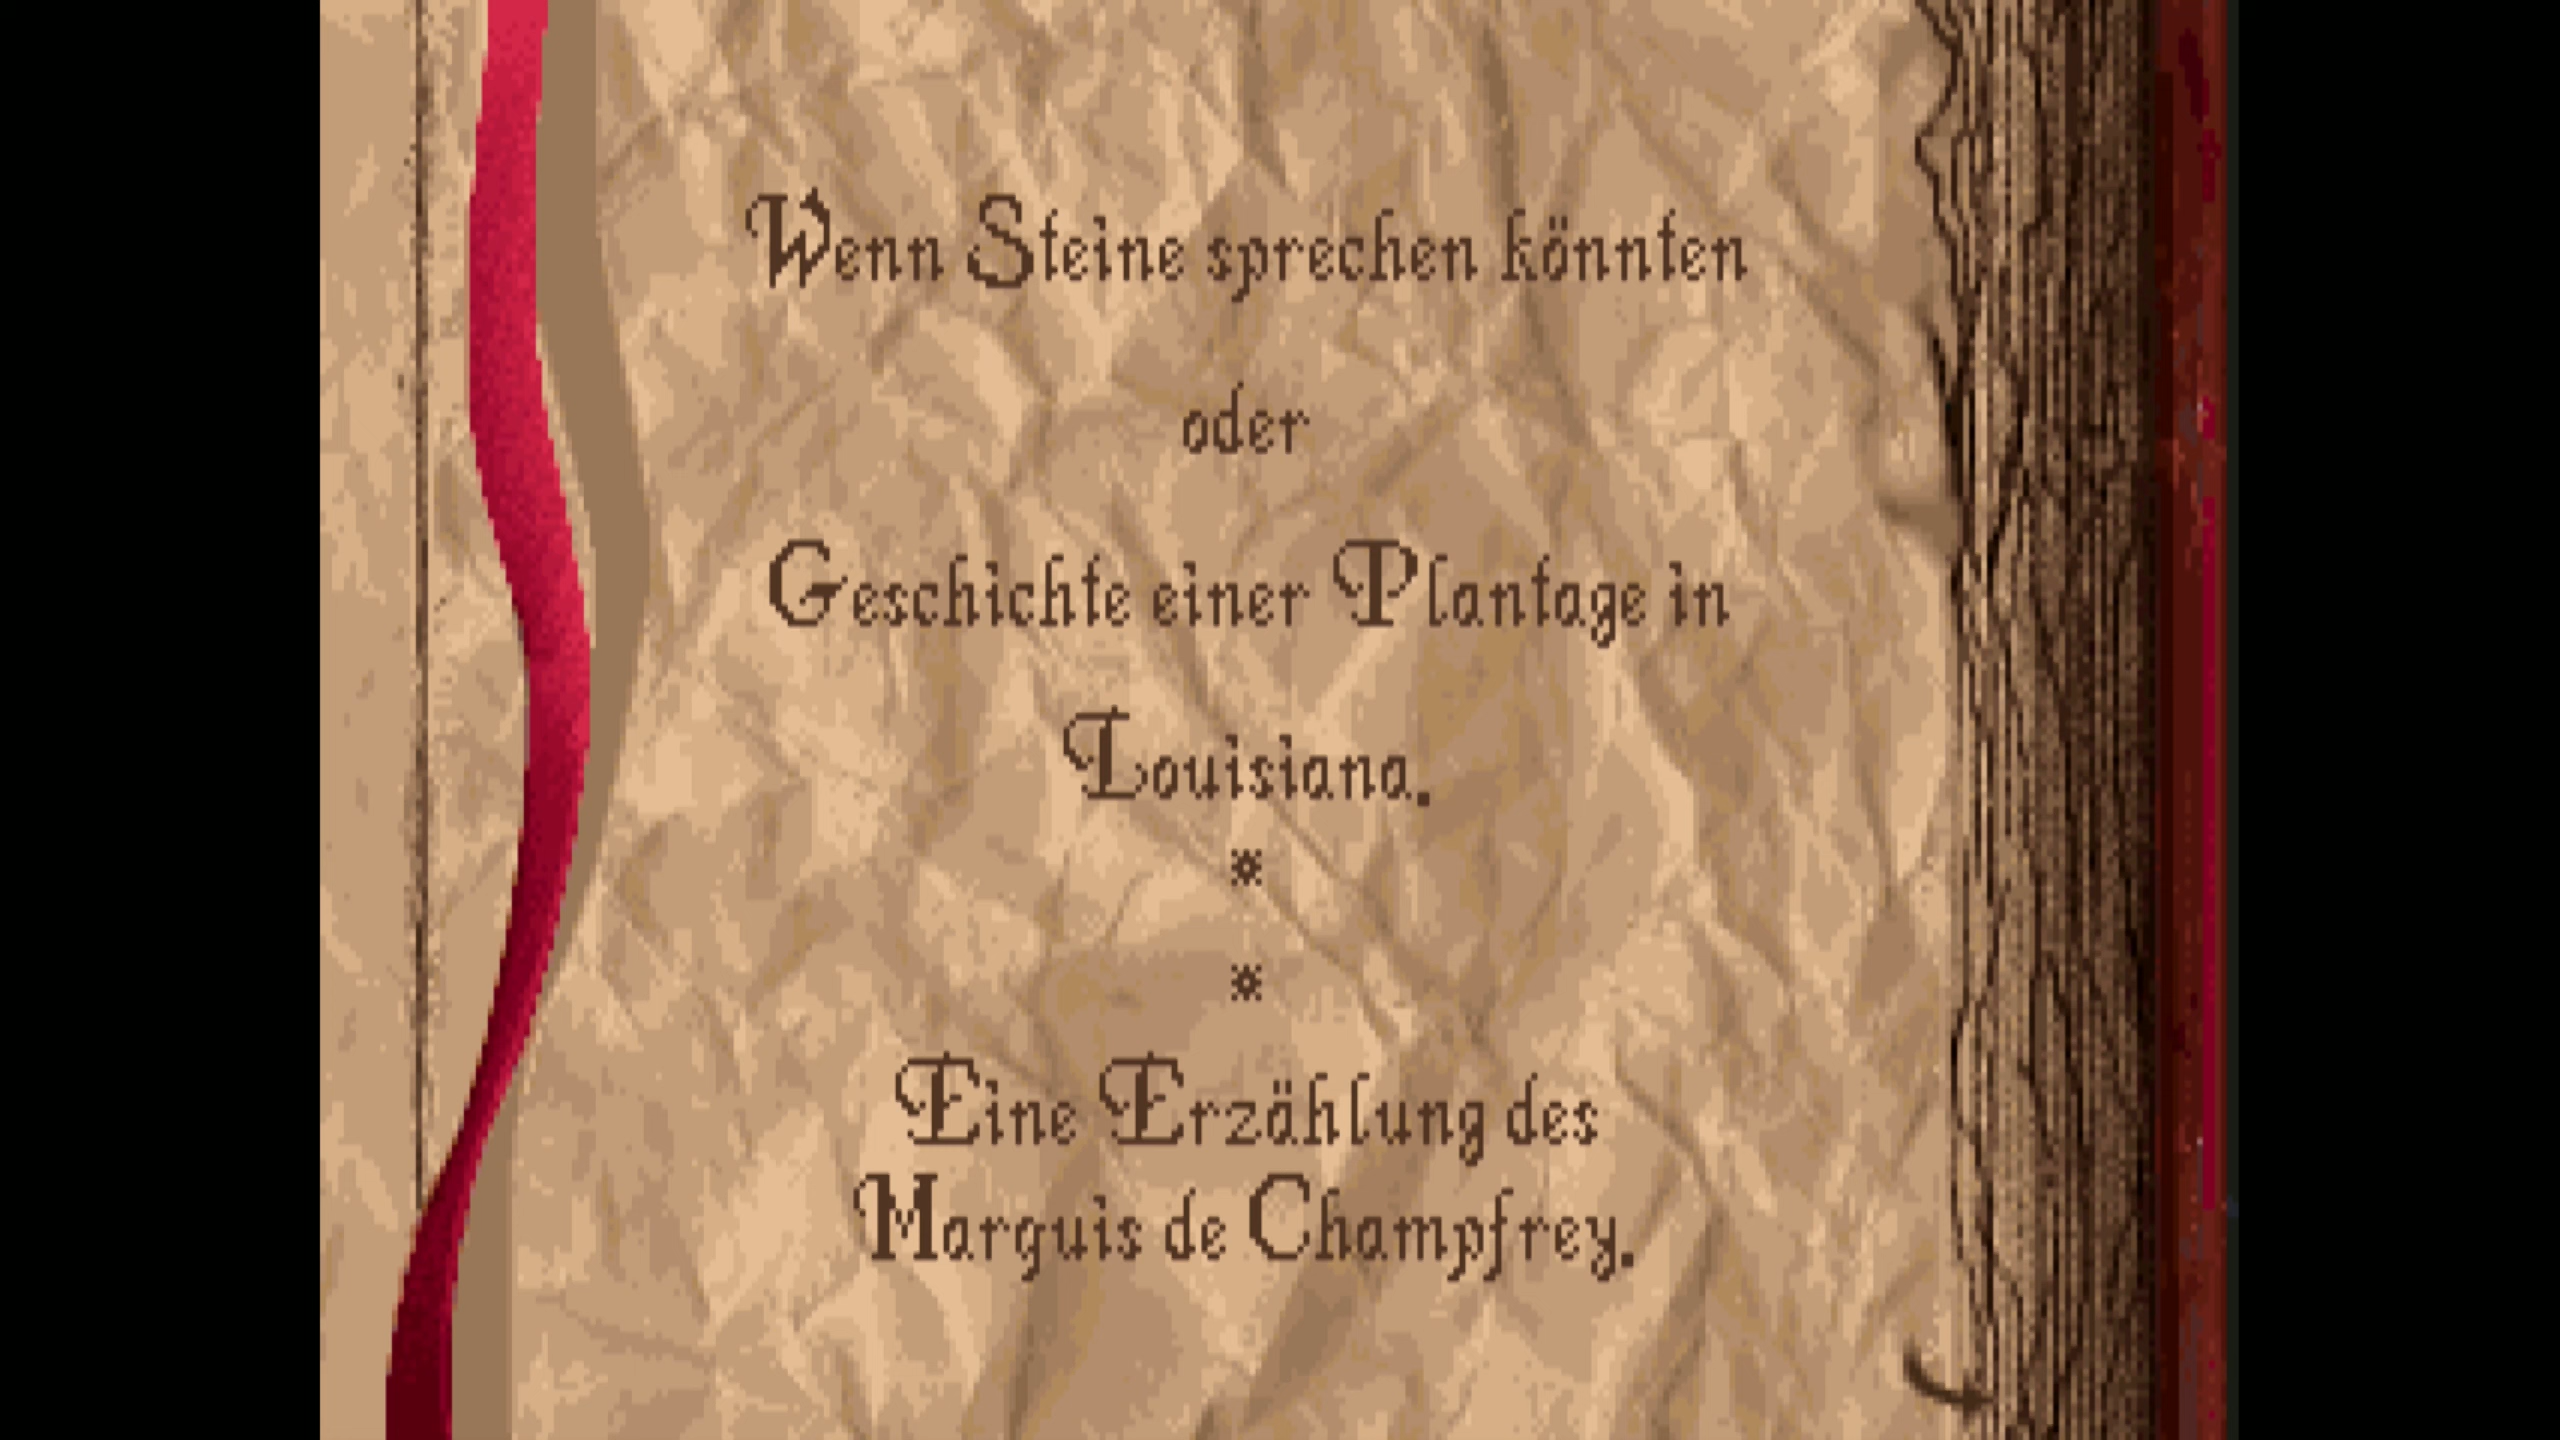 Wenn Steine sprechen könnten
oder
Geschichte einer Plantage in
Louisiana.
*
*
Eine Erzählung des
Marquis de Champfrey.